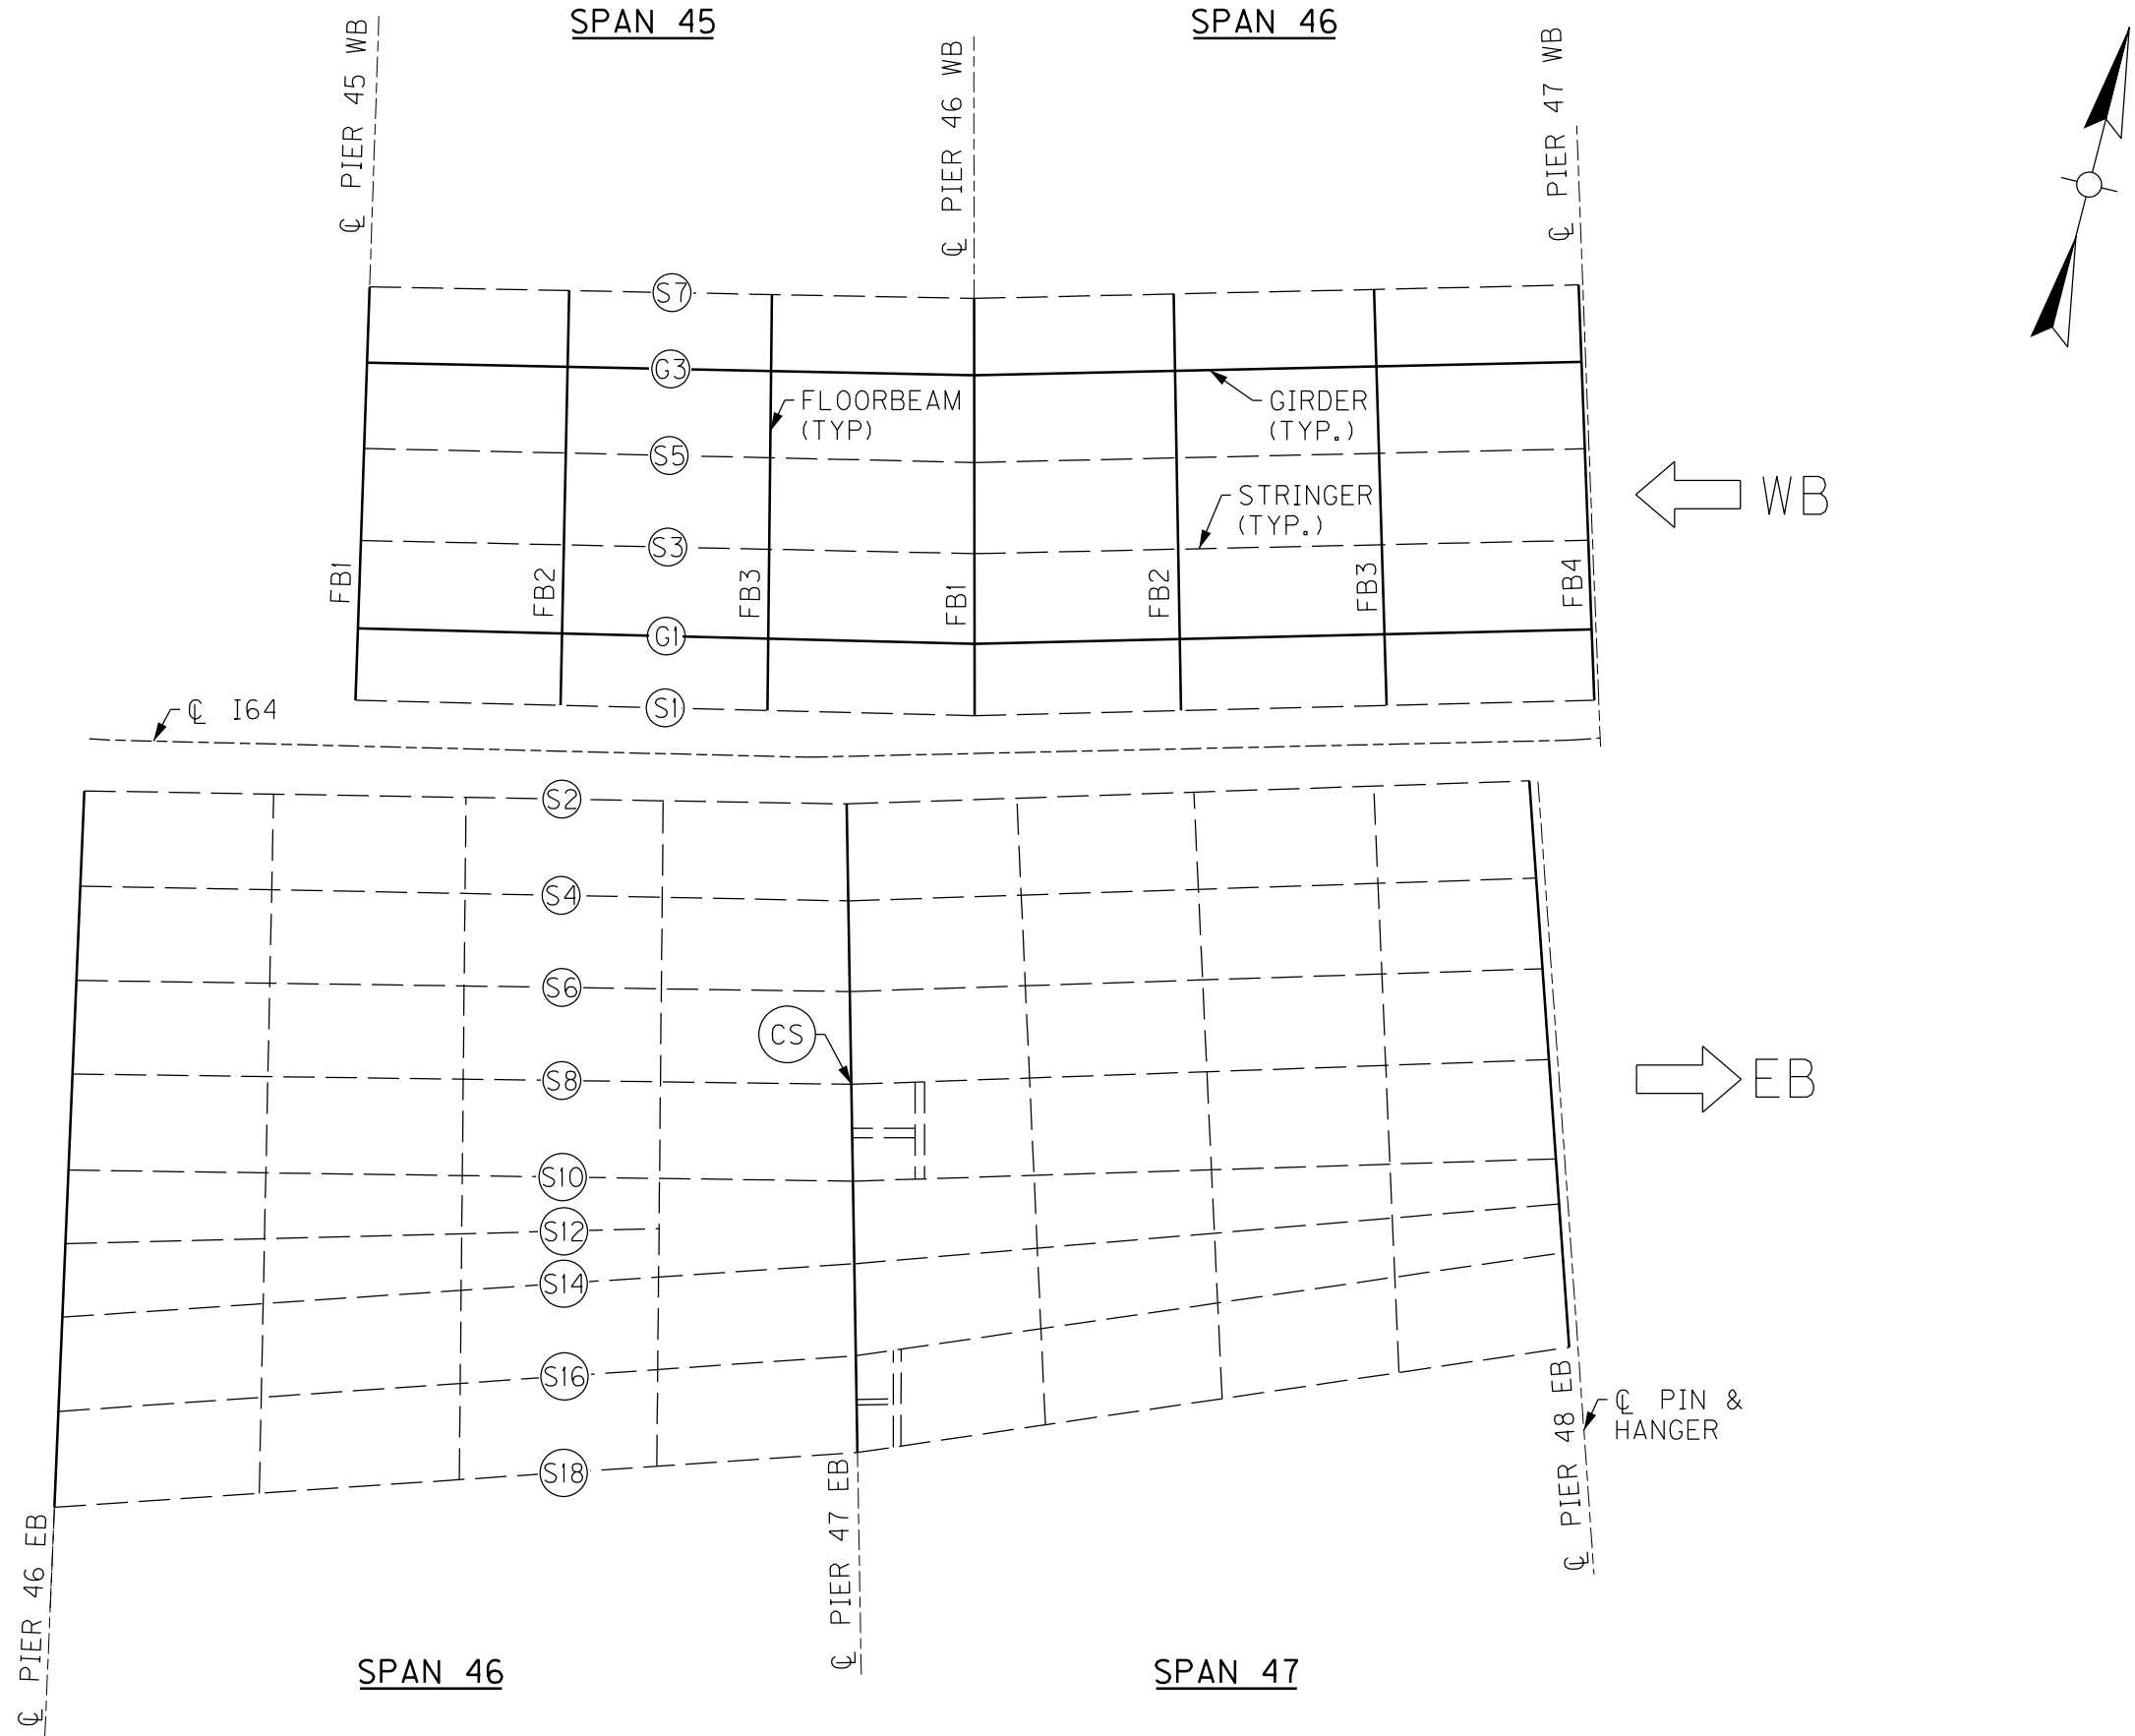 SPAN 45
SPAN 46
℄ PIER 45 WB
℄ PIER 46 WB
℄ PIER 47 WB
S7
G3
FLOORBEAM
(TYP)
GIRDER
(TYP.)
S5
STRINGER
(TYP.)
WB
S3
FB1
FB2
FB3
FB1
FB2
FB3
FB4
G1
S1
℄ I64
S2
S4
S6
CS
S8
EB
S10
S12
S14
S16
℄ PIN &
HANGER
S18
℄ PIER 46 EB
℄ PIER 47 EB
℄ PIER 48 EB
SPAN 46
SPAN 47